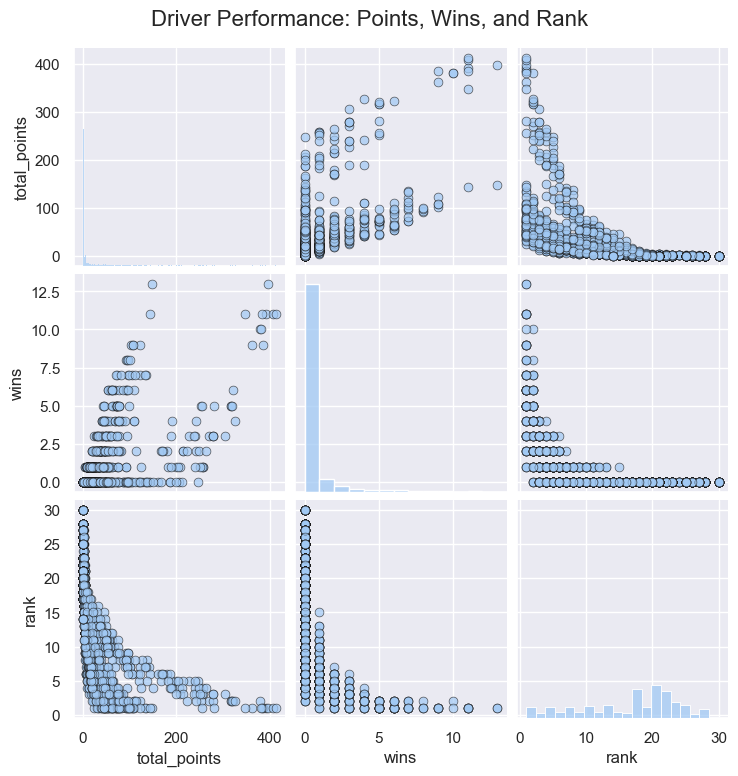 Driver Performance: Points, Wins, and Rank
400
300
200
100
0
total_points
12.5
10.0
7.5
5.0
2.5
0.0
wins
30
25
20
15
10
5
0
rank
0 200 400
total_points
0 5 10
wins
0 10 20 30
rank